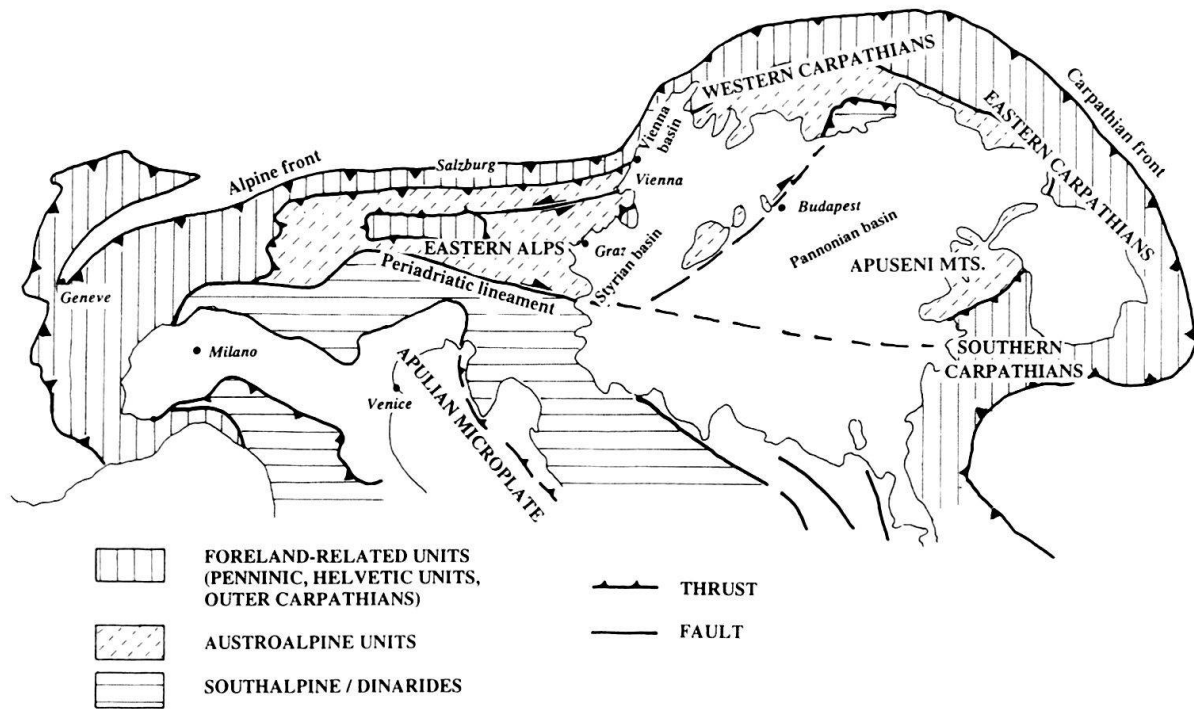 WESTERN CARPATHIANS
Carpathian front
EASTERN CARPATHIANS
Vienna
basin
Alpine front
Salzburg
Vienna
Budapest
Pannonian basin
EASTERN ALPS
Graz
Styrian basin
APUSENI MTS.
Periadriatic lineament
Geneve
Milano
Venice
APULIAN MICROPLATE
SOUTHERN
CARPATHIANS
FORELAND-RELATED UNITS
(PENNINIC, HELVETIC UNITS,
OUTER CARPATHIANS)
THRUST
AUSTROALPINE UNITS
FAULT
SOUTHALPINE / DINARIDES